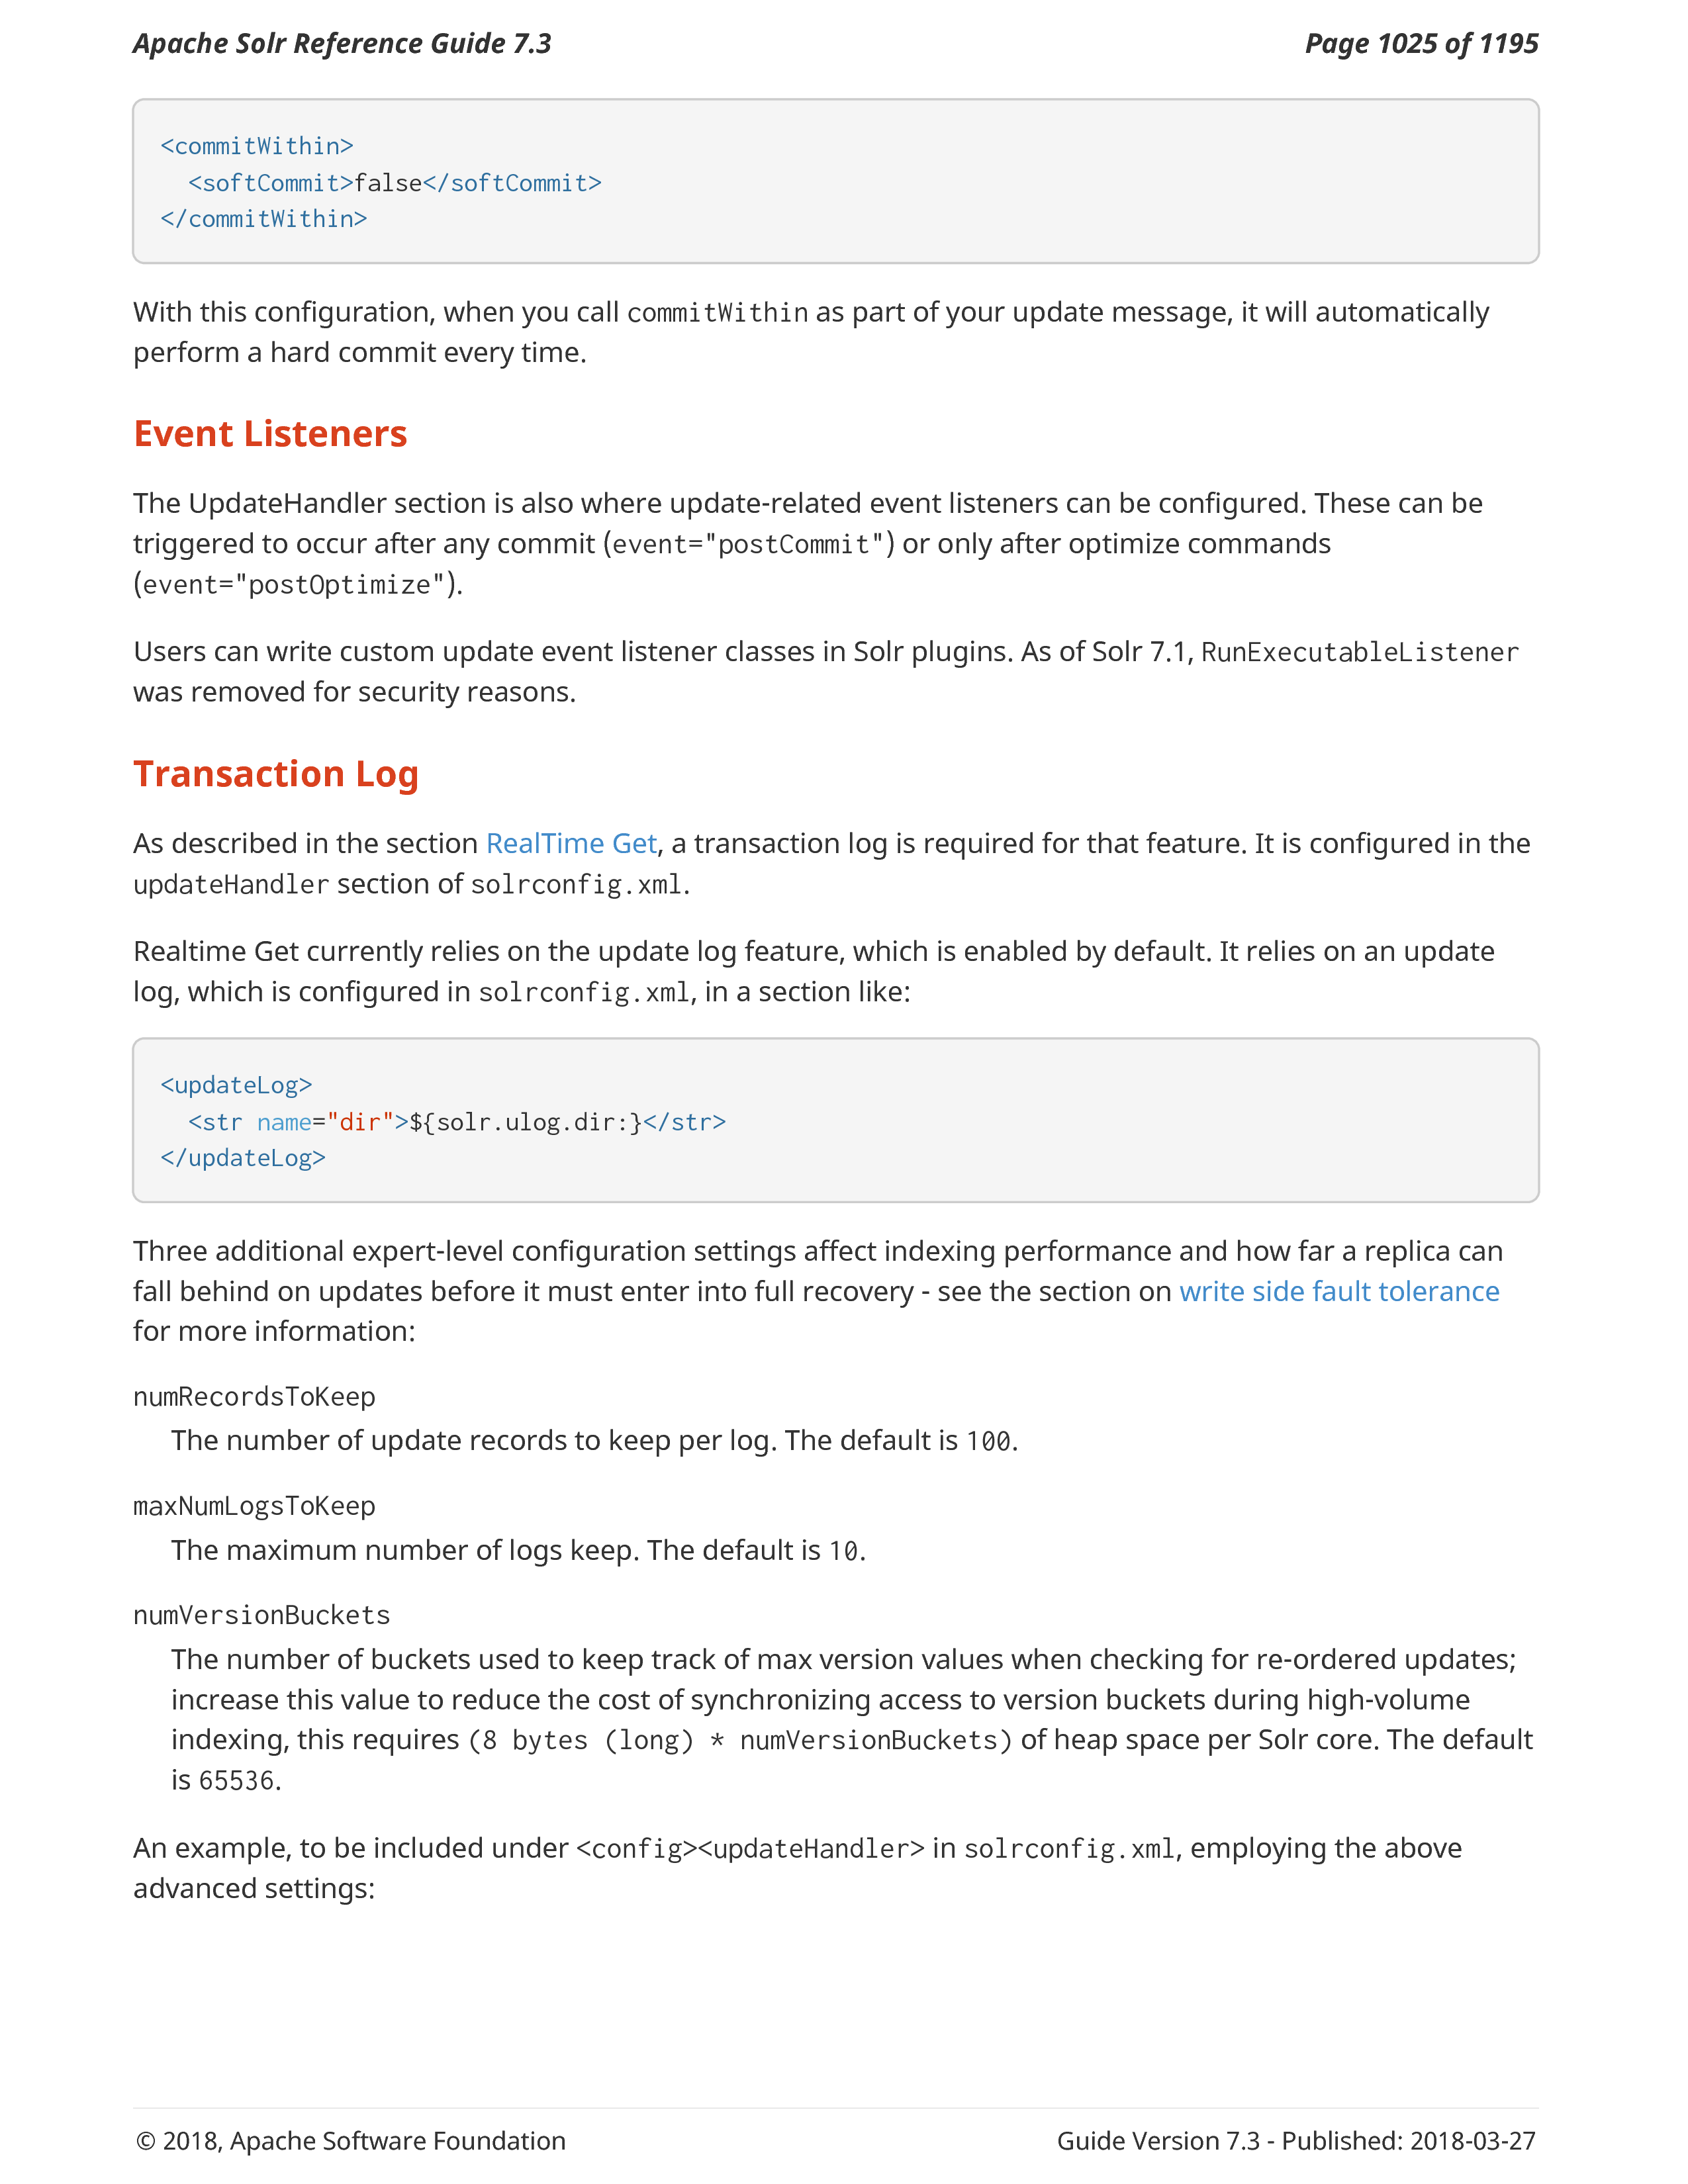 Apache Solr Reference Guide 7.3
Page 1025 of 1195
<commitWithin>
  <softCommit>false</softCommit>
</commitWithin>
With this configuration, when you call commitWithin as part of your update message, it will automatically
perform a hard commit every time.
Event Listeners
The UpdateHandler section is also where update-related event listeners can be configured. These can be
triggered to occur after any commit (event="postCommit") or only after optimize commands
(event="postOptimize").
Users can write custom update event listener classes in Solr plugins. As of Solr 7.1, RunExecutableListener
was removed for security reasons.
Transaction Log
As described in the section RealTime Get, a transaction log is required for that feature. It is configured in the
updateHandler section of solrconfig.xml.
Realtime Get currently relies on the update log feature, which is enabled by default. It relies on an update
log, which is configured in solrconfig.xml, in a section like:
<updateLog>
  <str name="dir">${solr.ulog.dir:}</str>
</updateLog>
Three additional expert-level configuration settings affect indexing performance and how far a replica can
fall behind on updates before it must enter into full recovery - see the section on write side fault tolerance
for more information:
numRecordsToKeep
The number of update records to keep per log. The default is 100.
maxNumLogsToKeep
The maximum number of logs keep. The default is 10.
numVersionBuckets
The number of buckets used to keep track of max version values when checking for re-ordered updates;
increase this value to reduce the cost of synchronizing access to version buckets during high-volume
indexing, this requires (8 bytes (long) * numVersionBuckets) of heap space per Solr core. The default
is 65536.
An example, to be included under <config><updateHandler> in solrconfig.xml, employing the above
advanced settings:
© 2018, Apache Software Foundation
Guide Version 7.3 - Published: 2018-03-27